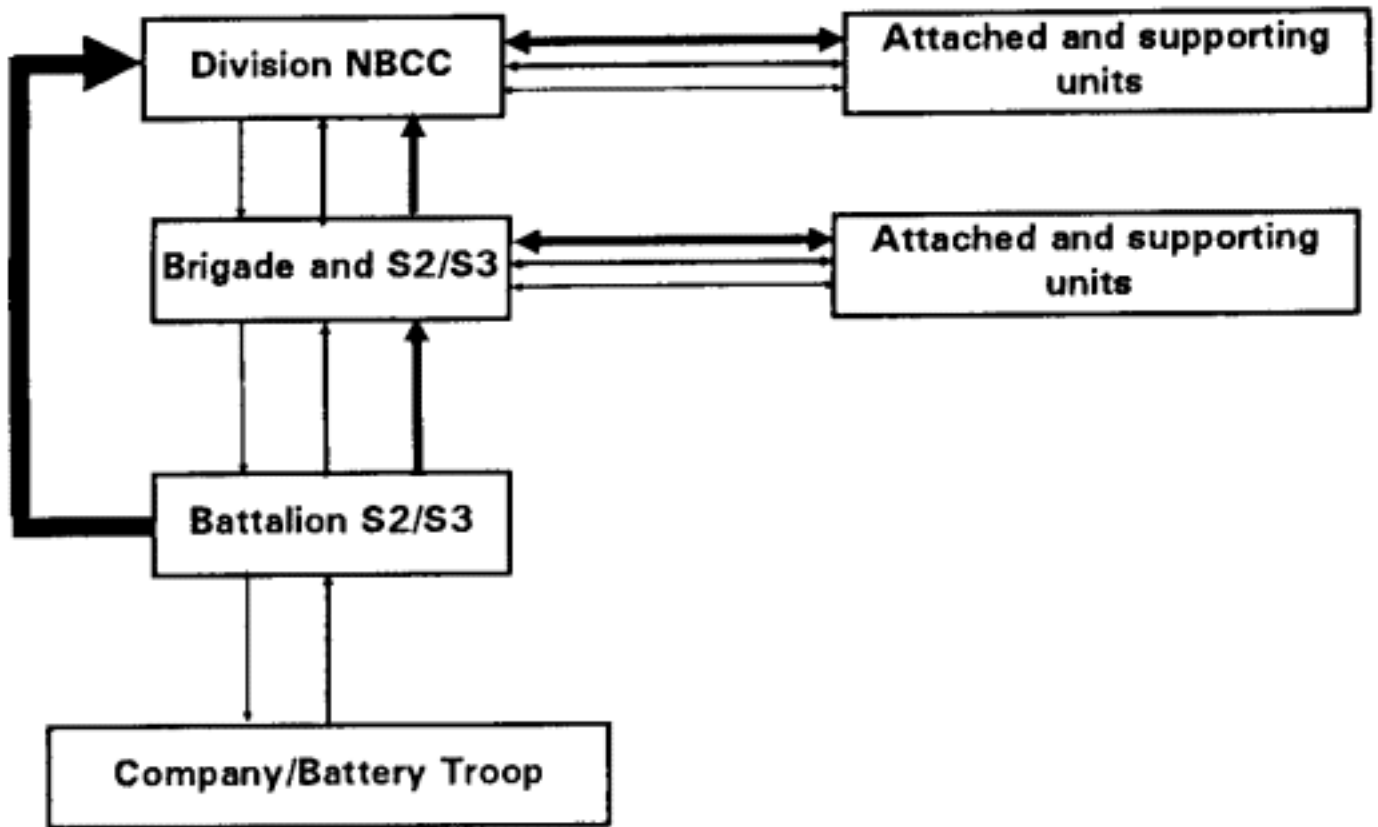 Division NBCC
Attached and supporting
units
Brigade and S2/S3
Attached and supporting
units
Battalion S2/S3
Company/Battery Troop